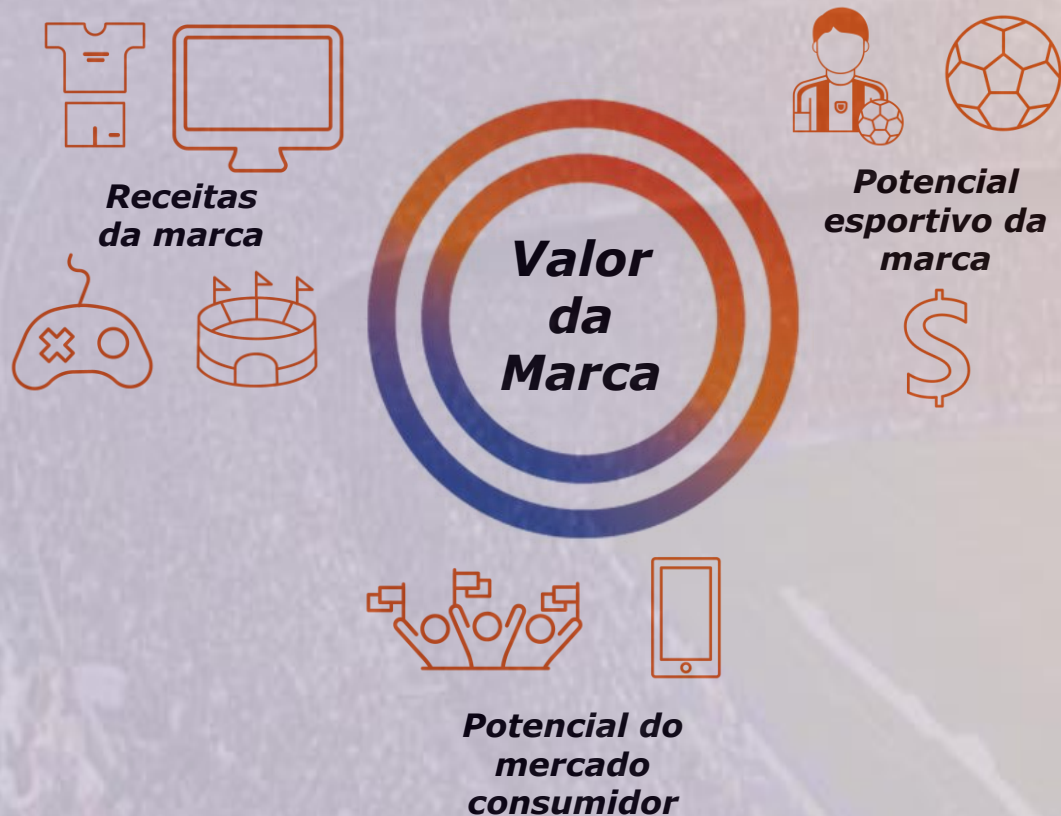 Receitas
da marca
Valor
da
Marca
Potencial
esportivo da
marca
Potencial do
mercado
consumidor